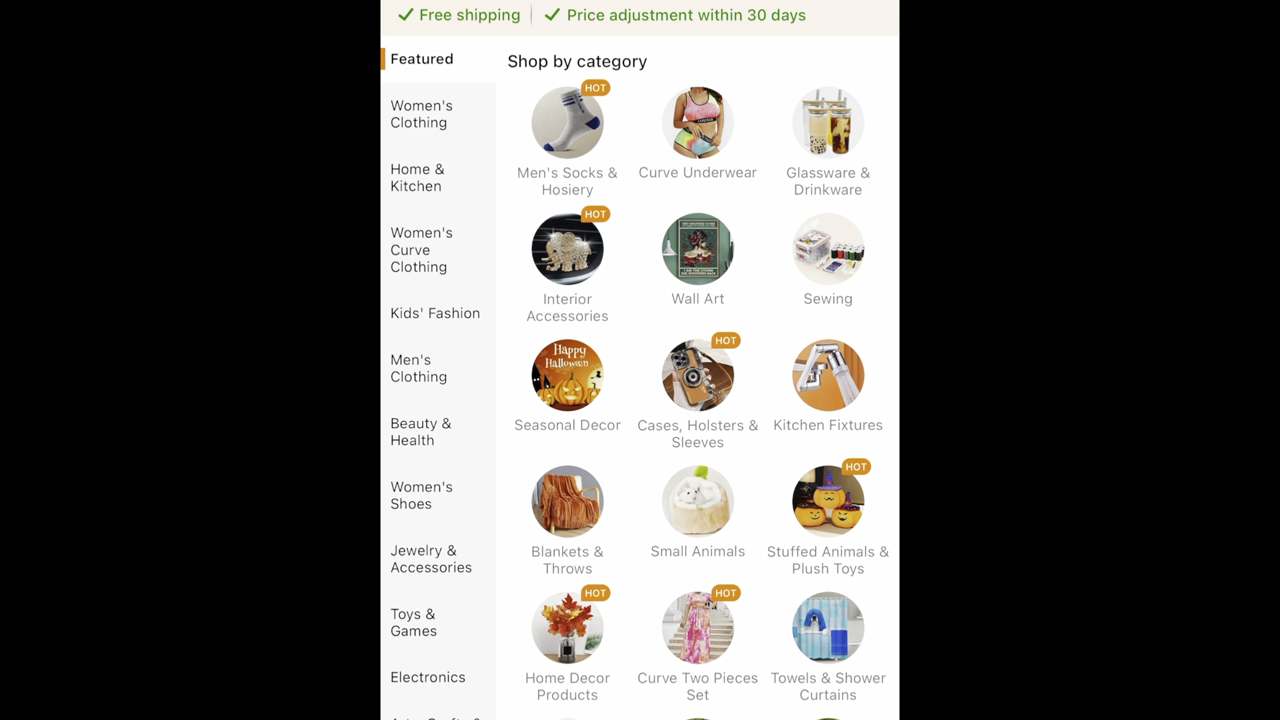 Free shipping
Price adjustment within 30 days
Featured
Women's
Clothing
Home &
Kitchen
Women's
Curve
Clothing
Kids' Fashion
Men's
Clothing
Beauty &
Health
Women's
Shoes
Jewelry &
Accessories
Toys &
Games
Electronics
Shop by category
HOT
Men's Socks &
Hosiery
Curve Underwear
Glassware &
Drinkware
HOT
Interior
Accessories
Wall Art
Sewing
Happy
Halloween
Seasonal Decor
HOT
Cases, Holsters &
Sleeves
Kitchen Fixtures
Blankets &
Throws
Small Animals
HOT
Stuffed Animals &
Plush Toys
HOT
Home Decor
Products
HOT
Curve Two Pieces
Set
Towels & Shower
Curtains